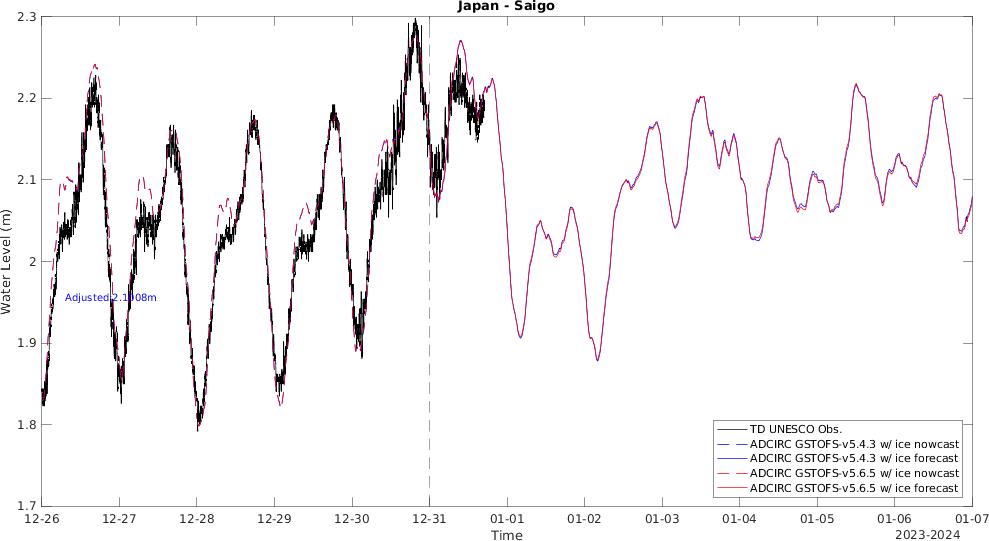 Japan - Saigo
2.3
2.2
2.1
2
1.9
1.8
1.7
Water Level (m)
Adjusted 2.1008m
TD UNESCO Obs.
ADCIRC GSTOFS-v5.4.3 w/ ice nowcast
ADCIRC GSTOFS-v5.4.3 w/ ice forecast
ADCIRC GSTOFS-v5.6.5 w/ ice nowcast
ADCIRC GSTOFS-v5.6.5 w/ ice forecast
12-26 12-27 12-28 12-29 12-30 12-31 01-01 01-02 01-03 01-04 01-05 01-06 01-07
Time
2023-2024